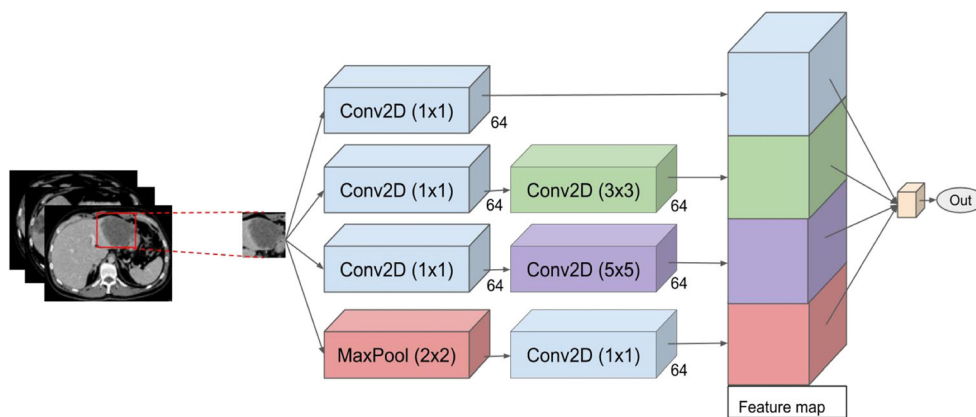 Conv2D (1x1)
64
Conv2D (1x1)
64
Conv2D (3x3)
64
Conv2D (1x1)
64
Conv2D (5x5)
64
MaxPool (2x2)
Conv2D (1x1)
64
Feature map
Out